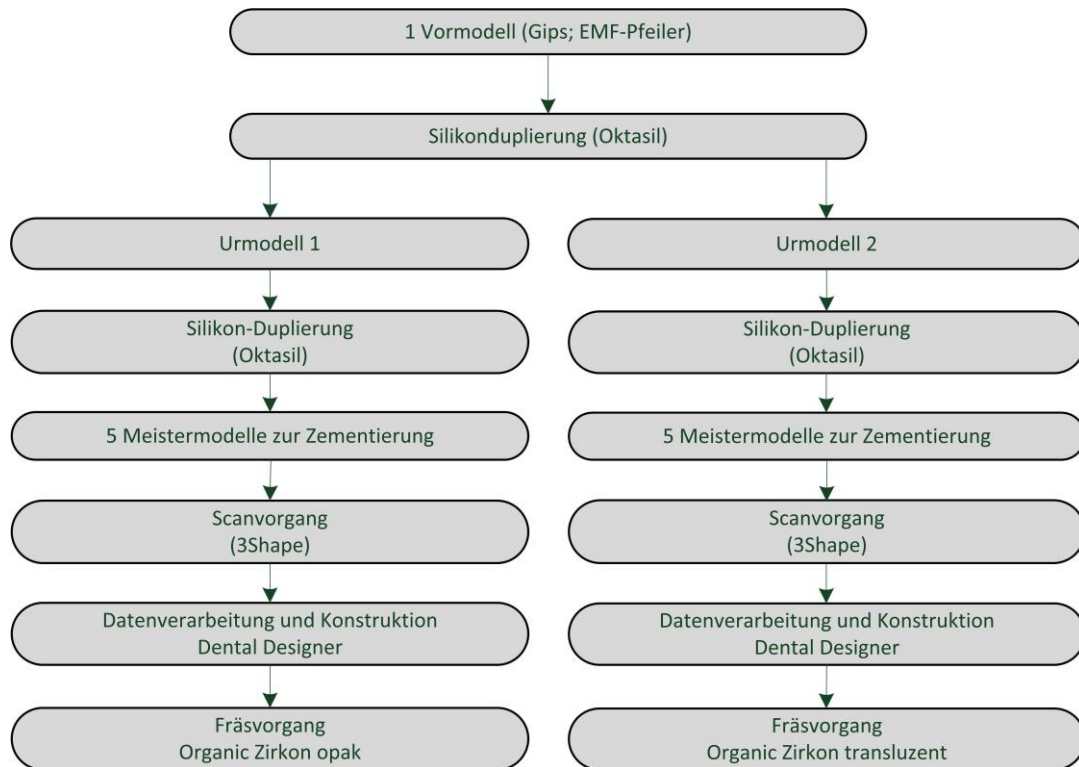 1 Vormodell (Gips; EMF-Pfeiler)
Silikonduplierung (Oktasil)
Urmodell 1
Silikon-Duplierung
(Oktasil)
5 Meistermodelle zur Zementierung
Scanvorgang
(3Shape)
Datenverarbeitung und Konstruktion
Dental Designer
Fräsvorgang
Organic Zirkon opak
Urmodell 2
Silikon-Duplierung
(Oktasil)
5 Meistermodelle zur Zementierung
Scanvorgang
(3Shape)
Datenverarbeitung und Konstruktion
Dental Designer
Fräsvorgang
Organic Zirkon transluzent